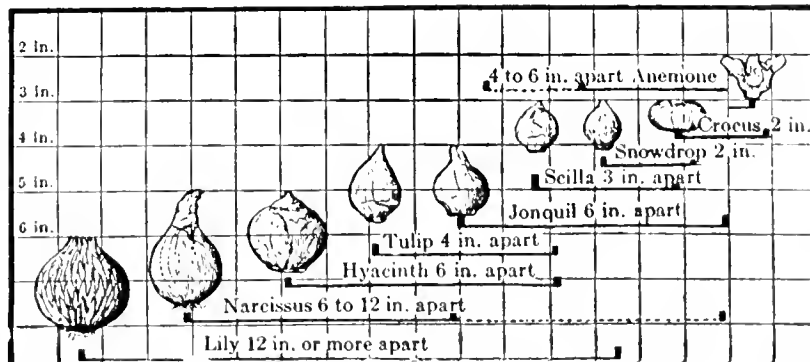 2 in.
4 to 6 in. apart Anemone
3 in.
Crocus 2 in.
4 in.
Snowdrop 2 in.
5 in.
Scilla 3 in. apart
Jonquil 6 in. apart
6 in.
Tulip 4 in. apart
Hyacinth 6 in. apart
Narcissus 6 to 12 in. apart
Lily 12 in. or more apart